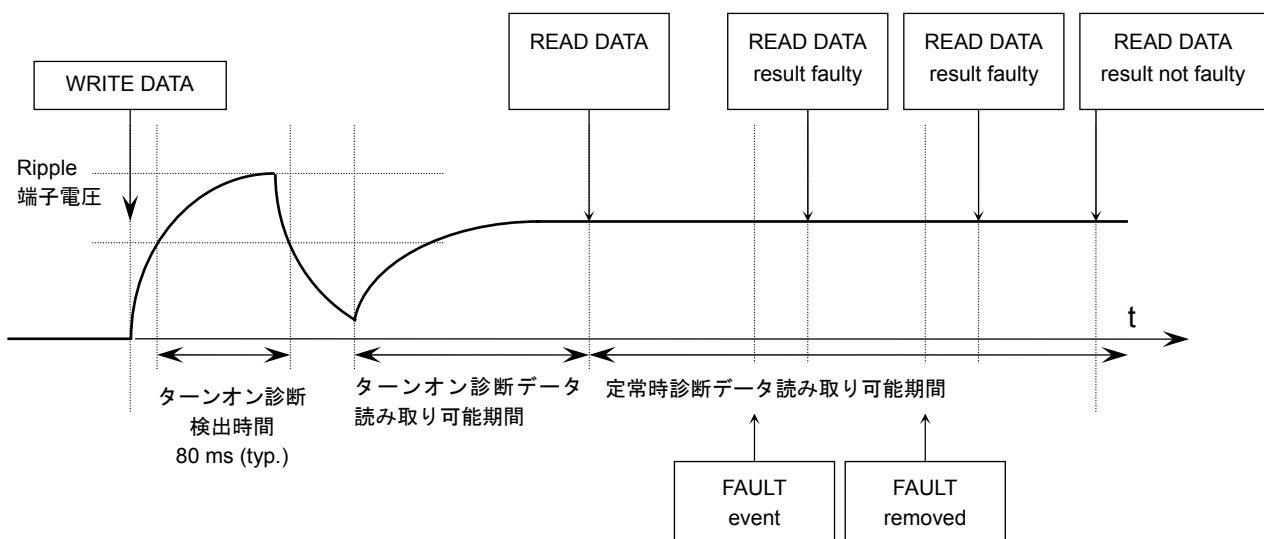 WRITE DATA
READ DATA
READ DATA
result faulty
READ DATA
result faulty
READ DATA
result not faulty
Ripple
端子電圧
t
ターンオン診断
検出時間
80 ms (typ.)
ターンオン診断データ
読み取り可能期間
定常時診断データ読み取り可能期間
FAULT
event
FAULT
removed